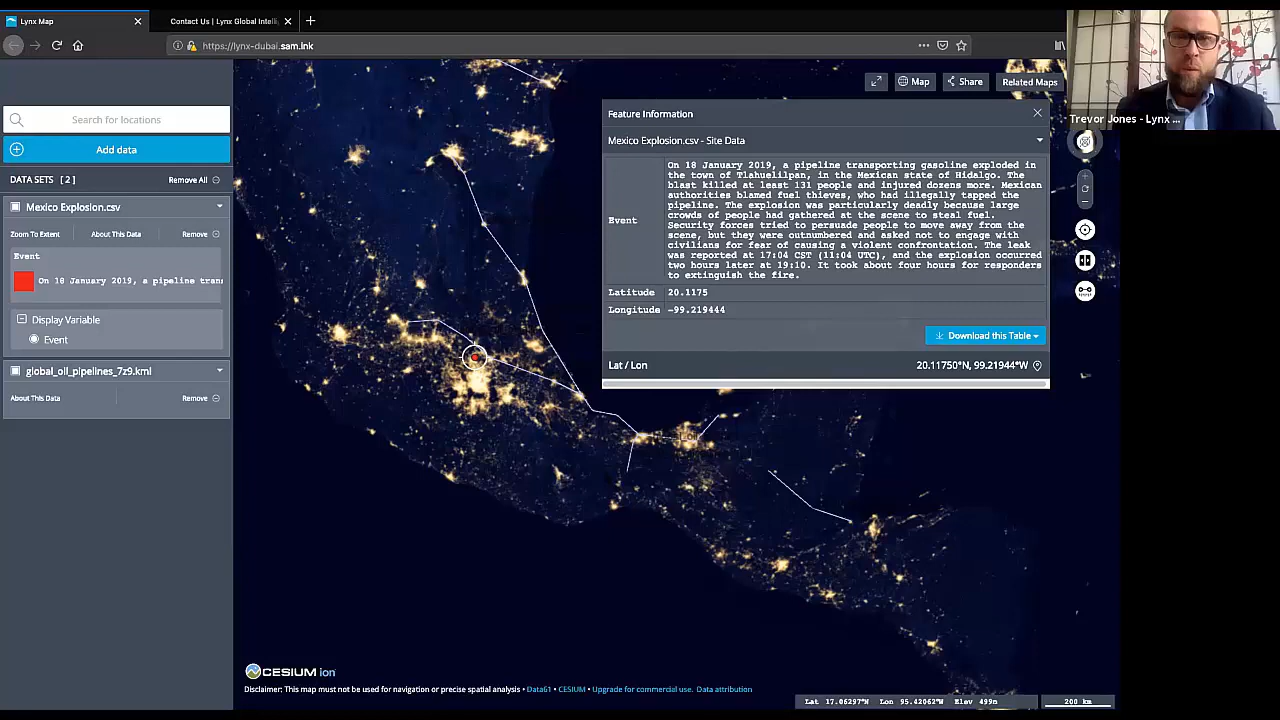 Lynx Map
Contact Us | Lynx Global Intelli
https://lynx-dubai.sam.ink
Search for locations
Add data
DATA SETS [2]
Remove All
Mexico Explosion.csv
Zoom To Extent
About This Data
Remove
Event
On 18 January 2019, a pipeline trans
Display Variable
Event
global_oil_pipelines_7z9.kml
About This Data
Remove
Map
Share
Related Maps
Trevor Jones - Lynx ...
Feature Information
Mexico Explosion.csv - Site Data
Event
On 18 January 2019, a pipeline transporting gasoline exploded in
the town of Tlahuelilpan, in the Mexican state of Hidalgo. The
blast killed at least 131 people and injured dozens more. Mexican
authorities blamed fuel thieves, who had illegally tapped the
pipeline. The explosion was particularly deadly because large
crowds of people had gathered at the scene to steal fuel.
Security forces tried to persuade people to move away from the
scene, but they were outnumbered and asked not to engage with
civilians for fear of causing a violent confrontation. The leak
was reported at 17:04 CST (11:04 UTC), and the explosion occurred
two hours later at 19:10. It took about four hours for responders
to extinguish the fire.
Latitude 20.1175
Longitude -99.219444
Download this Table
Lat / Lon
20.11750°N, 99.21944°W
CESIUM ion
Disclaimer: This map must not be used for navigation or precise spatial analysis • Data61 • CESIUM • Upgrade for commercial use. Data attribution
Lat 17.06297°N Lon 95.42062°W Elev 499m
200 km